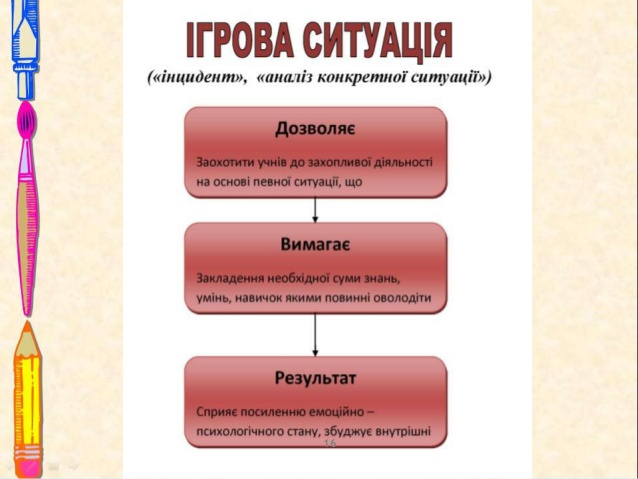 ІГРОВА СИТУАЦІЯ
(«інцидент», «аналіз конкретної ситуації»)
Дозволяє
Заохотити учнів до захопливої діяльності
на основі певної ситуації, що
Вимагає
Закладення необхідної суми знань,
умінь, навичок якими повинні оволодіти
Результат
Сприяє посиленню емоційно –
психологічного стану, збуджує внутрішні
16